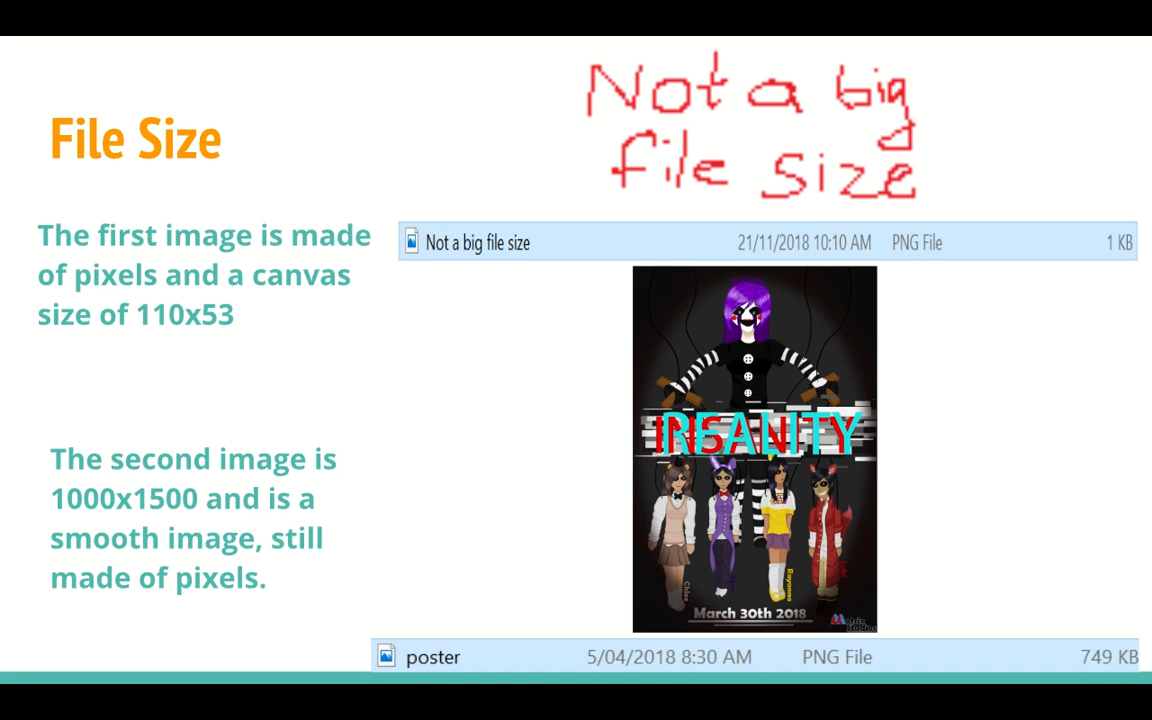 Not a big
file size
File Size
The first image is made
of pixels and a canvas
size of 110x53
Not a big file size 21/11/2018 10:10 AM PNG File 1 KB
The second image is
1000x1500 and is a
smooth image, still
made of pixels.
Rayanna
March 30th 2018
poster 5/04/2018 8:30 AM PNG File 749 KB